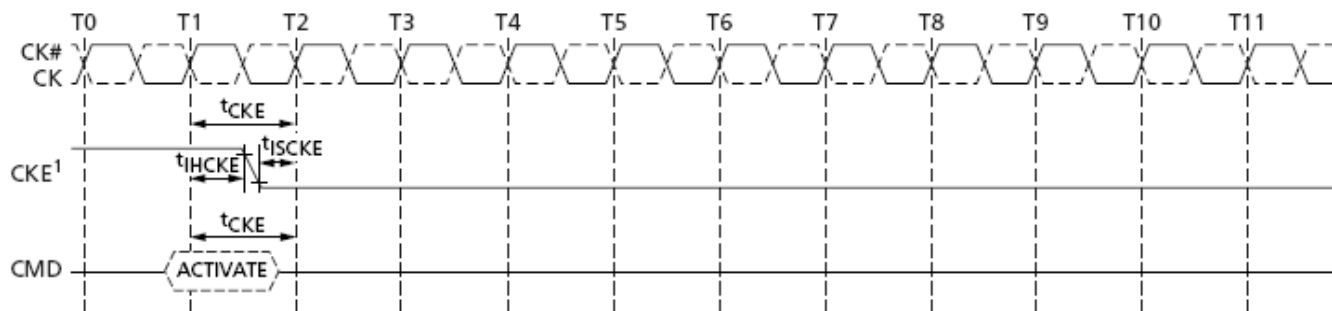 T0 T1 T2 T3 T4 T5 T6 T7 T8 T9 T10 T11
CK#
CK
tCKE
tISCKE
tIHCKE
CKE1
tCKE
CMD ACTIVATE